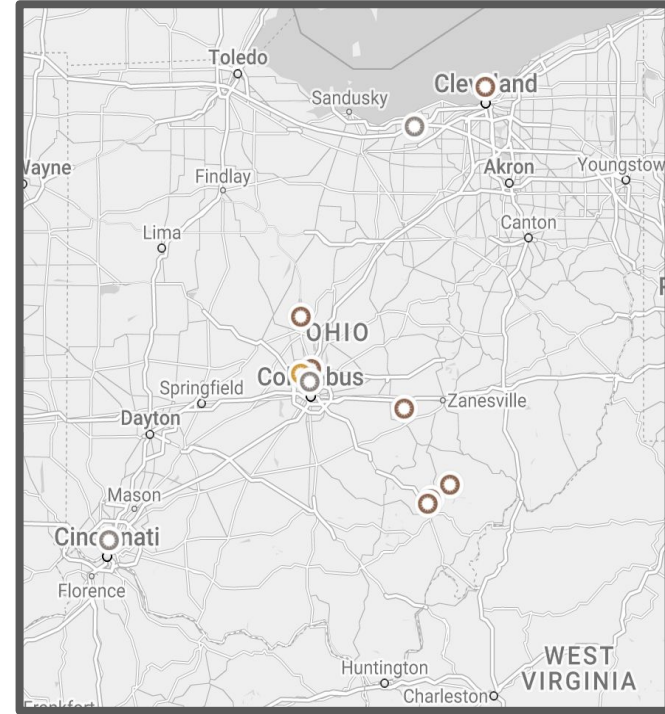 Toledo
Cleveland
Sandusky
Wayne
Akron
Youngstow
Findlay
Canton
Lima
OHIO
Columbus
Springfield
Zanesville
Dayton
Mason
Cincinnati
Florence
WEST
VIRGINIA
Huntington
Charleston
Frankfort